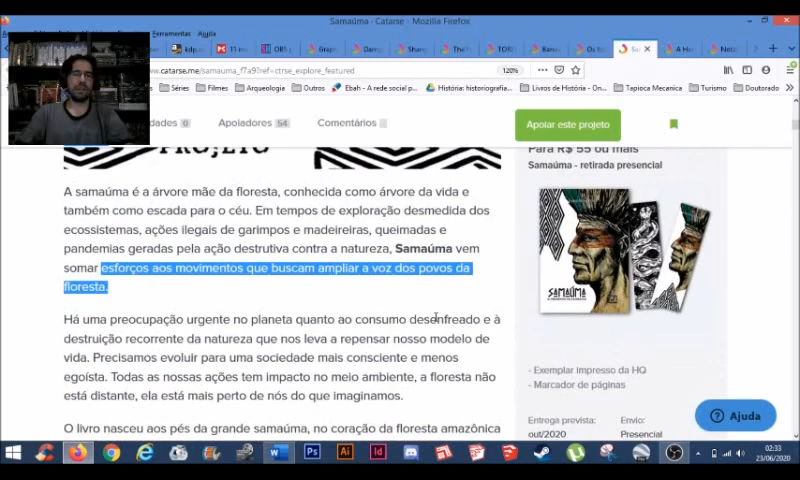 Samaúma - Catarse - Mozilla Firefox
Ferramentas Ajuda
www.catarse.me/samauma_f7a9?ref=ctrse_explore_featured
120%
Séries Filmes Arqueologia Outros Ebah - A rede social p... História: historiografia... Livros de História - On... Tapioca Mecanica Turismo Doutorado
dades 0 Apoiadores 54 Comentários
Apoiar este projeto
PROJETO
A samaúma é a árvore mãe da floresta, conhecida como árvore da vida e
também como escada para o céu. Em tempos de exploração desmedida dos
ecossistemas, ações ilegais de garimpos e madeireiras, queimadas e
pandemias geradas pela ação destrutiva contra a natureza, Samaúma vem
somar esforços aos movimentos que buscam ampliar a voz dos povos da
floresta.
Há uma preocupação urgente no planeta quanto ao consumo desenfreado e à
destruição recorrente da natureza que nos leva a repensar nosso modelo de
vida. Precisamos evoluir para uma sociedade mais consciente e menos
egoísta. Todas as nossas ações tem impacto no meio ambiente, a floresta não
está distante, ela está mais perto de nós do que imaginamos.
O livro nasceu aos pés da grande samaúma, no coração da floresta amazônica
Para R$ 55 ou mais
Samaúma - retirada presencial
SAMAÚMA
- Exemplar impresso da HQ
- Marcador de páginas
Entrega prevista: Envio:
out/2020 Presencial
Ajuda
02:33
23/06/2020